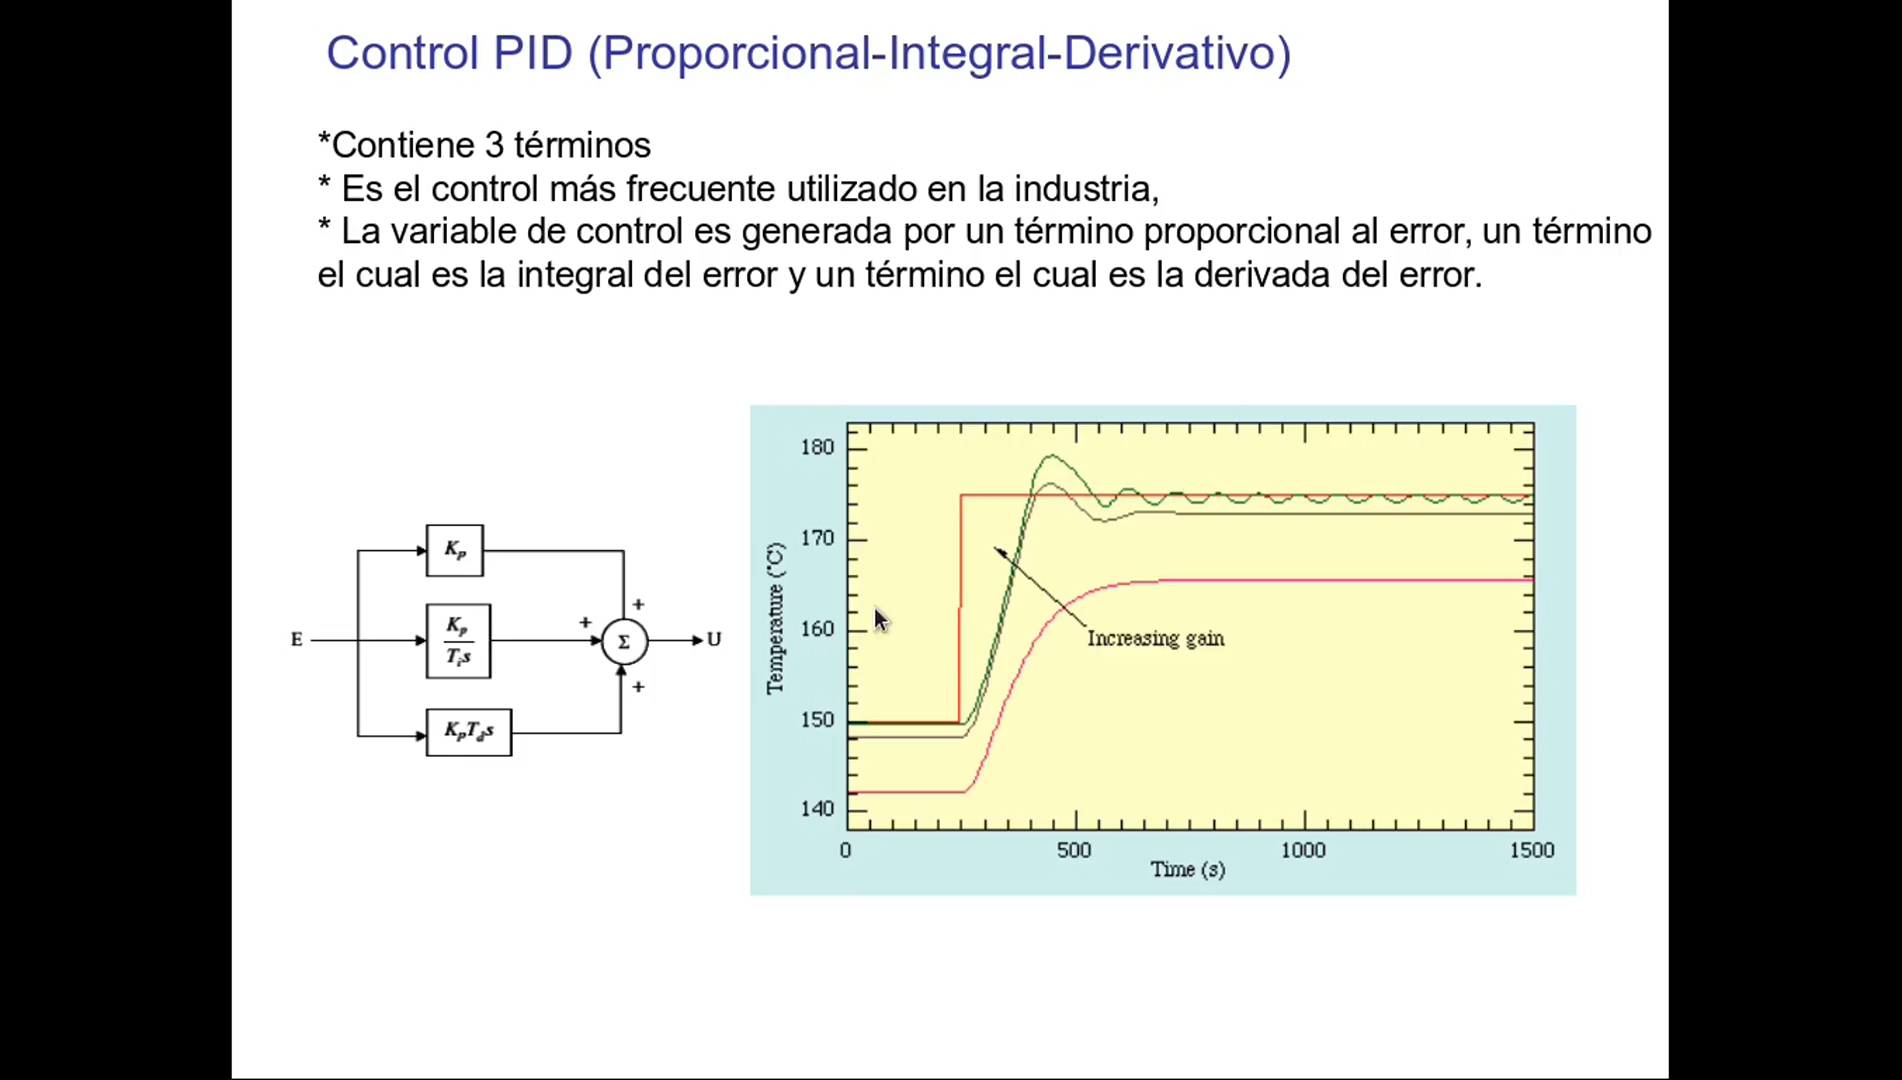 Control PID (Proporcional-Integral-Derivativo)
*Contiene 3 términos
* Es el control más frecuente utilizado en la industria,
* La variable de control es generada por un término proporcional al error, un término
el cual es la integral del error y un término el cual es la derivada del error.
Kp
E
Kp
Tis
KpTds
+
+
+
Σ
U
180
170
160
150
140
Temperature (°C)
Increasing gain
0
500
1000
1500
Time (s)